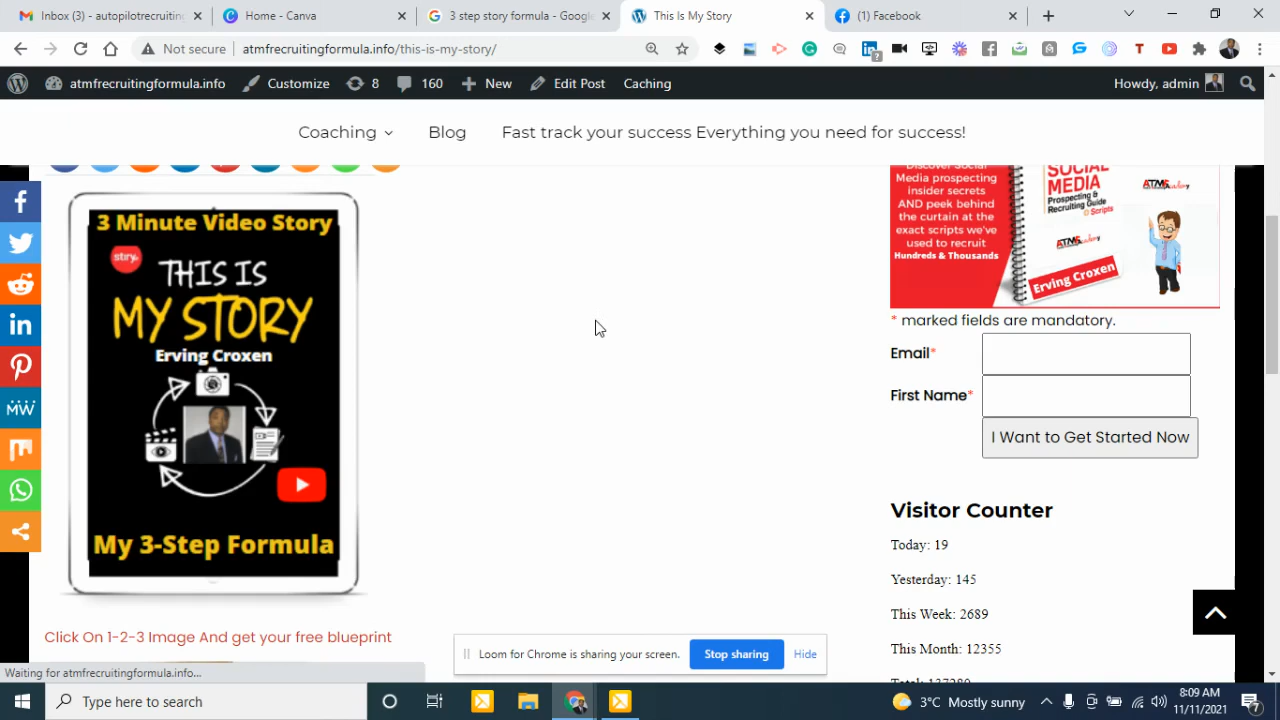 Inbox (3) - autopilotrecruitin
Home - Canva
3 step story formula - Google
This Is My Story
(1) Facebook
Not secure
atmfrecruitingformula.info/this-is-my-story/
atmfrecruitingformula.info
Customize
8
160
New
Edit Post
Caching
Howdy, admin
Coaching
Blog
Fast track your success Everything you need for success!
3 Minute Video Story
stry.
THIS IS
MY STORY
Erving Croxen
My 3-Step Formula
Click On 1-2-3 Image And get your free blueprint
Discover Social
Media prospecting
insider secrets
AND peek behind
the curtain at the
exact scripts we've
used to recruit
Hundreds & Thousands
SOCIAL
MEDIA
Prospecting &
Recruiting Guide
+ Scripts
Erving Croxen
* marked fields are mandatory.
Email*
First Name*
I Want to Get Started Now
Visitor Counter
Today: 19
Yesterday: 145
This Week: 2689
This Month: 12355
Loom for Chrome is sharing your screen.
Stop sharing
Hide
Waiting for atmfrecruitingformula.info...
Type here to search
3°C Mostly sunny
8:09 AM
11/11/2021
7